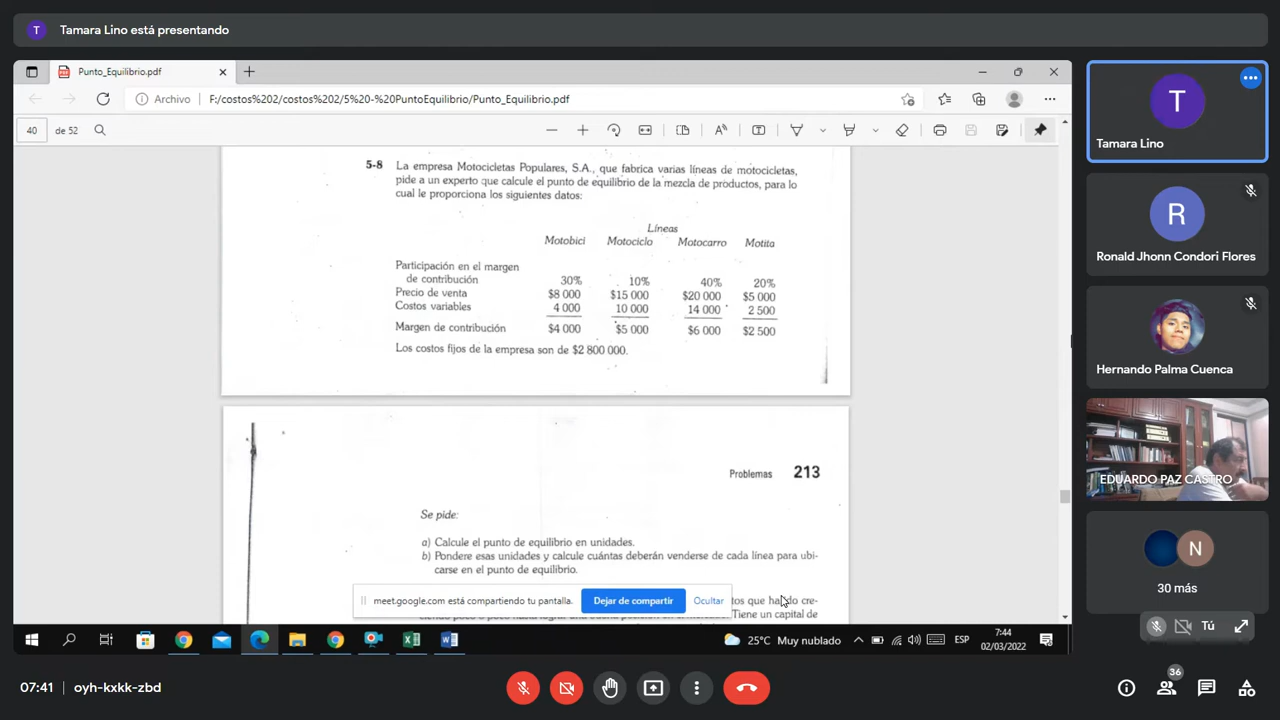 T Tamara Lino está presentando
Punto_Equilibrio.pdf
Archivo F:/costos%202/costos%202/5%20-%20PuntoEquilibrio/Punto_Equilibrio.pdf
40 de 52
5-8 La empresa Motocicletas Populares, S.A., que fabrica varias líneas de motocicletas,
pide a un experto que calcule el punto de equilibrio de la mezcla de productos, para lo
cual le proporciona los siguientes datos:
Líneas
Motobici Motociclo Motocarro Motita
Participación en el margen
de contribución 30% 10% 40% 20%
Precio de venta $8 000 $15 000 $20 000 $5 000
Costos variables 4 000 10 000 14 000 2 500
Margen de contribución $4 000 $5 000 $6 000 $2 500
Los costos fijos de la empresa son de $2 800 000.
Problemas 213
Se pide:
a) Calcule el punto de equilibrio en unidades.
b) Pondere esas unidades y calcule cuántas deberán venderse de cada línea para ubi-
carse en el punto de equilibrio.
tos que han ido cre-
Tiene un capital de
meet.google.com está compartiendo tu pantalla. Dejar de compartir Ocultar
25°C Muy nublado ESP 7:44
02/03/2022
T
Tamara Lino
R
Ronald Jhonn Condori Flores
Hernando Palma Cuenca
EDUARDO PAZ CASTRO
N
30 más
Tú
07:41 | oyh-kxkk-zbd
36